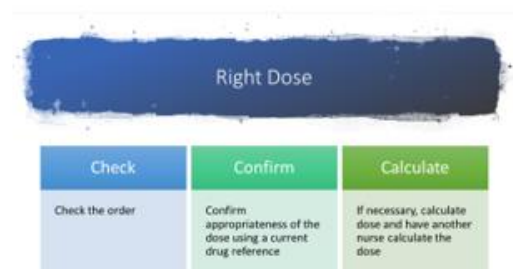 Right Dose
Check
Confirm
Calculate
Check the order
Confirm
appropriateness of the
dose using a current
drug reference
If necessary, calculate
dose and have another
nurse calculate the
dose